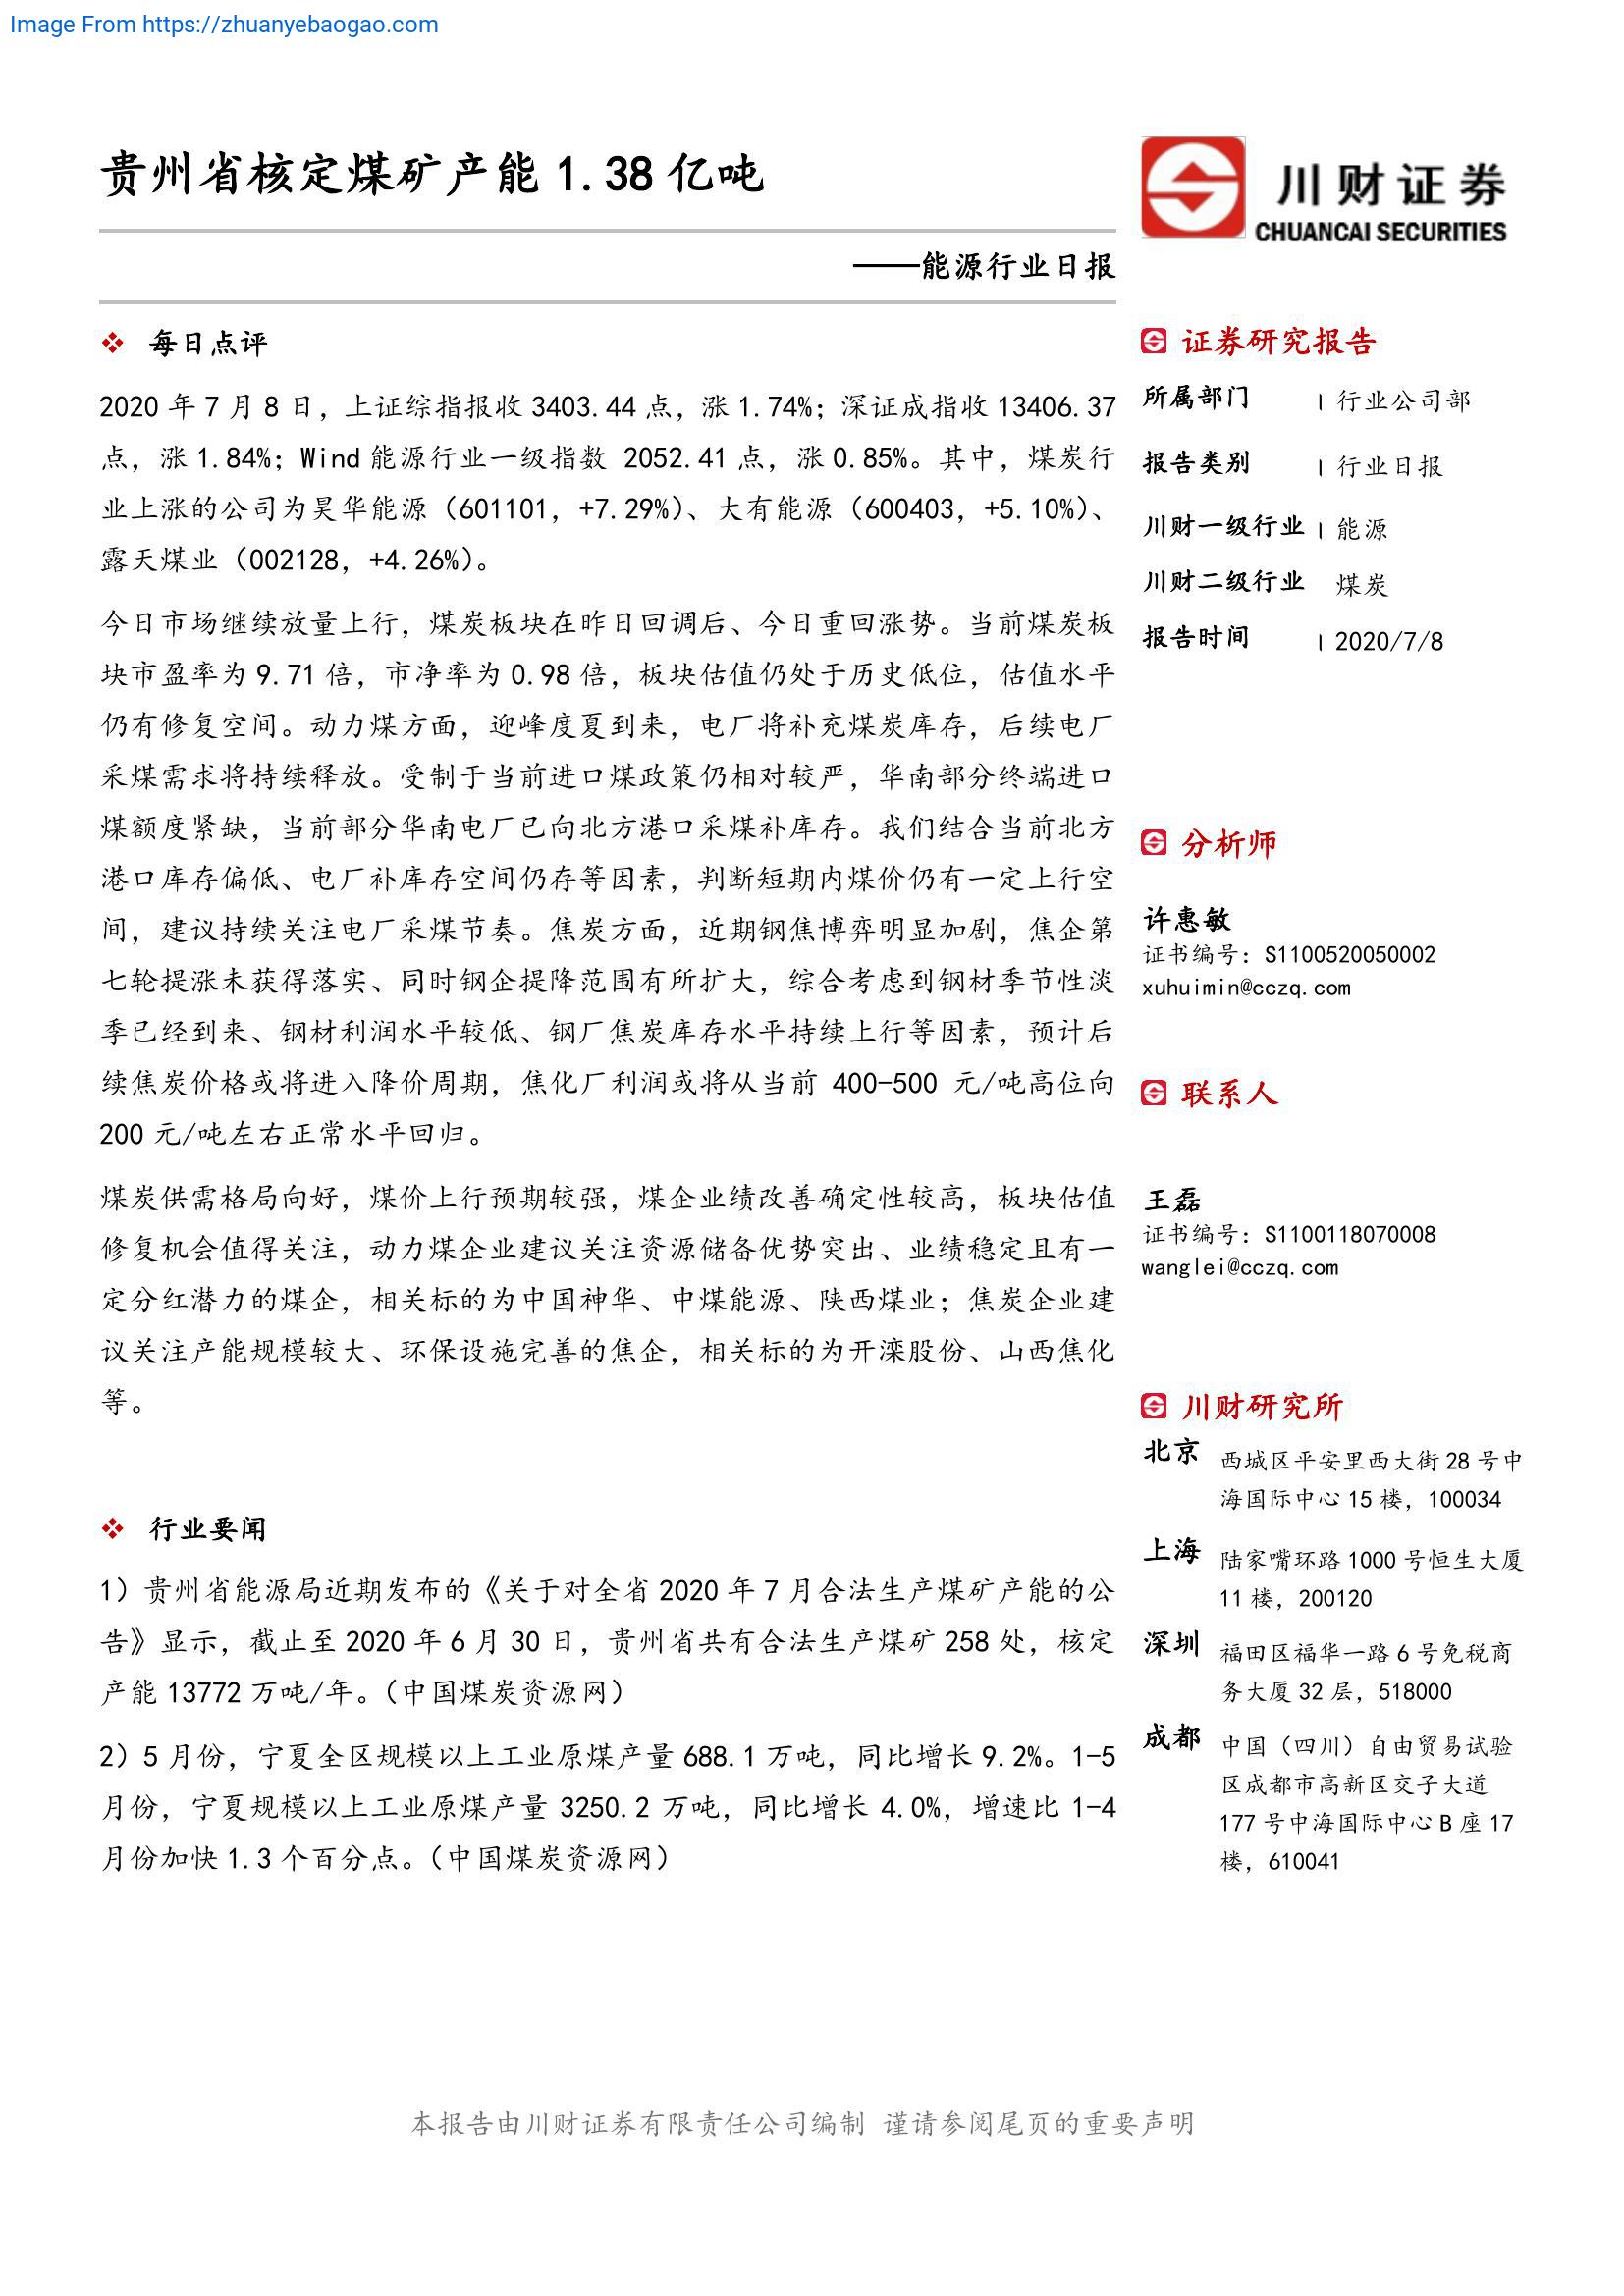 Image From https://zhuanyebaogao.com
贵州省核定煤矿产能 1.38 亿吨
——能源行业日报
川财证券
CHUANCAI SECURITIES
每日点评
2020 年 7 月 8 日，上证综指报收 3403.44 点，涨 1.74%；深证成指收 13406.37
点，涨 1.84%；Wind 能源行业一级指数 2052.41 点，涨 0.85%。其中，煤炭行
业上涨的公司为昊华能源（601101，+7.29%）、大有能源（600403，+5.10%）、
露天煤业（002128，+4.26%）。
今日市场继续放量上行，煤炭板块在昨日回调后、今日重回涨势。当前煤炭板
块市盈率为 9.71 倍，市净率为 0.98 倍，板块估值仍处于历史低位，估值水平
仍有修复空间。动力煤方面，迎峰度夏到来，电厂将补充煤炭库存，后续电厂
采煤需求将持续释放。受制于当前进口煤政策仍相对较严，华南部分终端进口
煤额度紧缺，当前部分华南电厂已向北方港口采煤补库存。我们结合当前北方
港口库存偏低、电厂补库存空间仍存等因素，判断短期内煤价仍有一定上行空
间，建议持续关注电厂采煤节奏。焦炭方面，近期钢焦博弈明显加剧，焦企第
七轮提涨未获得落实、同时钢企提降范围有所扩大，综合考虑到钢材季节性淡
季已经到来、钢材利润水平较低、钢厂焦炭库存水平持续上行等因素，预计后
续焦炭价格或将进入降价周期，焦化厂利润或将从当前 400-500 元/吨高位向
200 元/吨左右正常水平回归。
煤炭供需格局向好，煤价上行预期较强，煤企业绩改善确定性较高，板块估值
修复机会值得关注，动力煤企业建议关注资源储备优势突出、业绩稳定且有一
定分红潜力的煤企，相关标的为中国神华、中煤能源、陕西煤业；焦炭企业建
议关注产能规模较大、环保设施完善的焦企，相关标的为开滦股份、山西焦化
等。
行业要闻
1）贵州省能源局近期发布的《关于对全省 2020 年 7 月合法生产煤矿产能的公
告》显示，截止至 2020 年 6 月 30 日，贵州省共有合法生产煤矿 258 处，核定
产能 13772 万吨/年。（中国煤炭资源网）
2）5 月份，宁夏全区规模以上工业原煤产量 688.1 万吨，同比增长 9.2%。1-5
月份，宁夏规模以上工业原煤产量 3250.2 万吨，同比增长 4.0%，增速比 1-4
月份加快 1.3 个百分点。（中国煤炭资源网）
证券研究报告
所属部门 | 行业公司部
报告类别 | 行业日报
川财一级行业 | 能源
川财二级行业 煤炭
报告时间 | 2020/7/8
分析师
许惠敏
证书编号：S1100520050002
xuhuimin@cczq.com
联系人
王磊
证书编号：S1100118070008
wanglei@cczq.com
川财研究所
北京 西城区平安里西大街 28 号中
海国际中心 15 楼，100034
上海 陆家嘴环路 1000 号恒生大厦
11 楼，200120
深圳 福田区福华一路 6 号免税商
务大厦 32 层，518000
成都 中国（四川）自由贸易试验
区成都市高新区交子大道
177 号中海国际中心 B 座 17
楼，610041
本报告由川财证券有限责任公司编制 谨请参阅尾页的重要声明